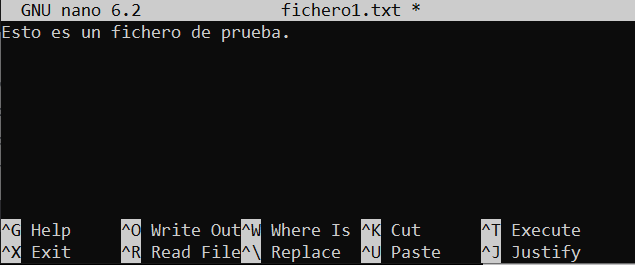 GNU nano 6.2 fichero1.txt *
Esto es un fichero de prueba.
^G Help ^O Write Out ^W Where Is ^K Cut ^T Execute
^X Exit ^R Read File ^\ Replace ^U Paste ^J Justify